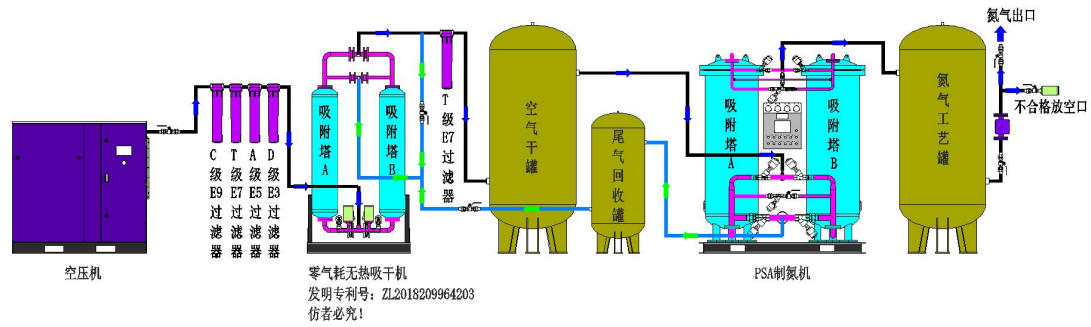 氮气出口
不合格放空口
C级E9过滤器
T级E7过滤器
A级E5过滤器
D级E3过滤器
吸附塔A
吸附塔B
T级E7过滤器
空气干罐
尾气回收罐
吸附塔A
吸附塔B
氮气工艺罐
空压机
零气耗无热吸干机
发明专利号：ZL2018209964203
仿者必究！
PSA制氮机